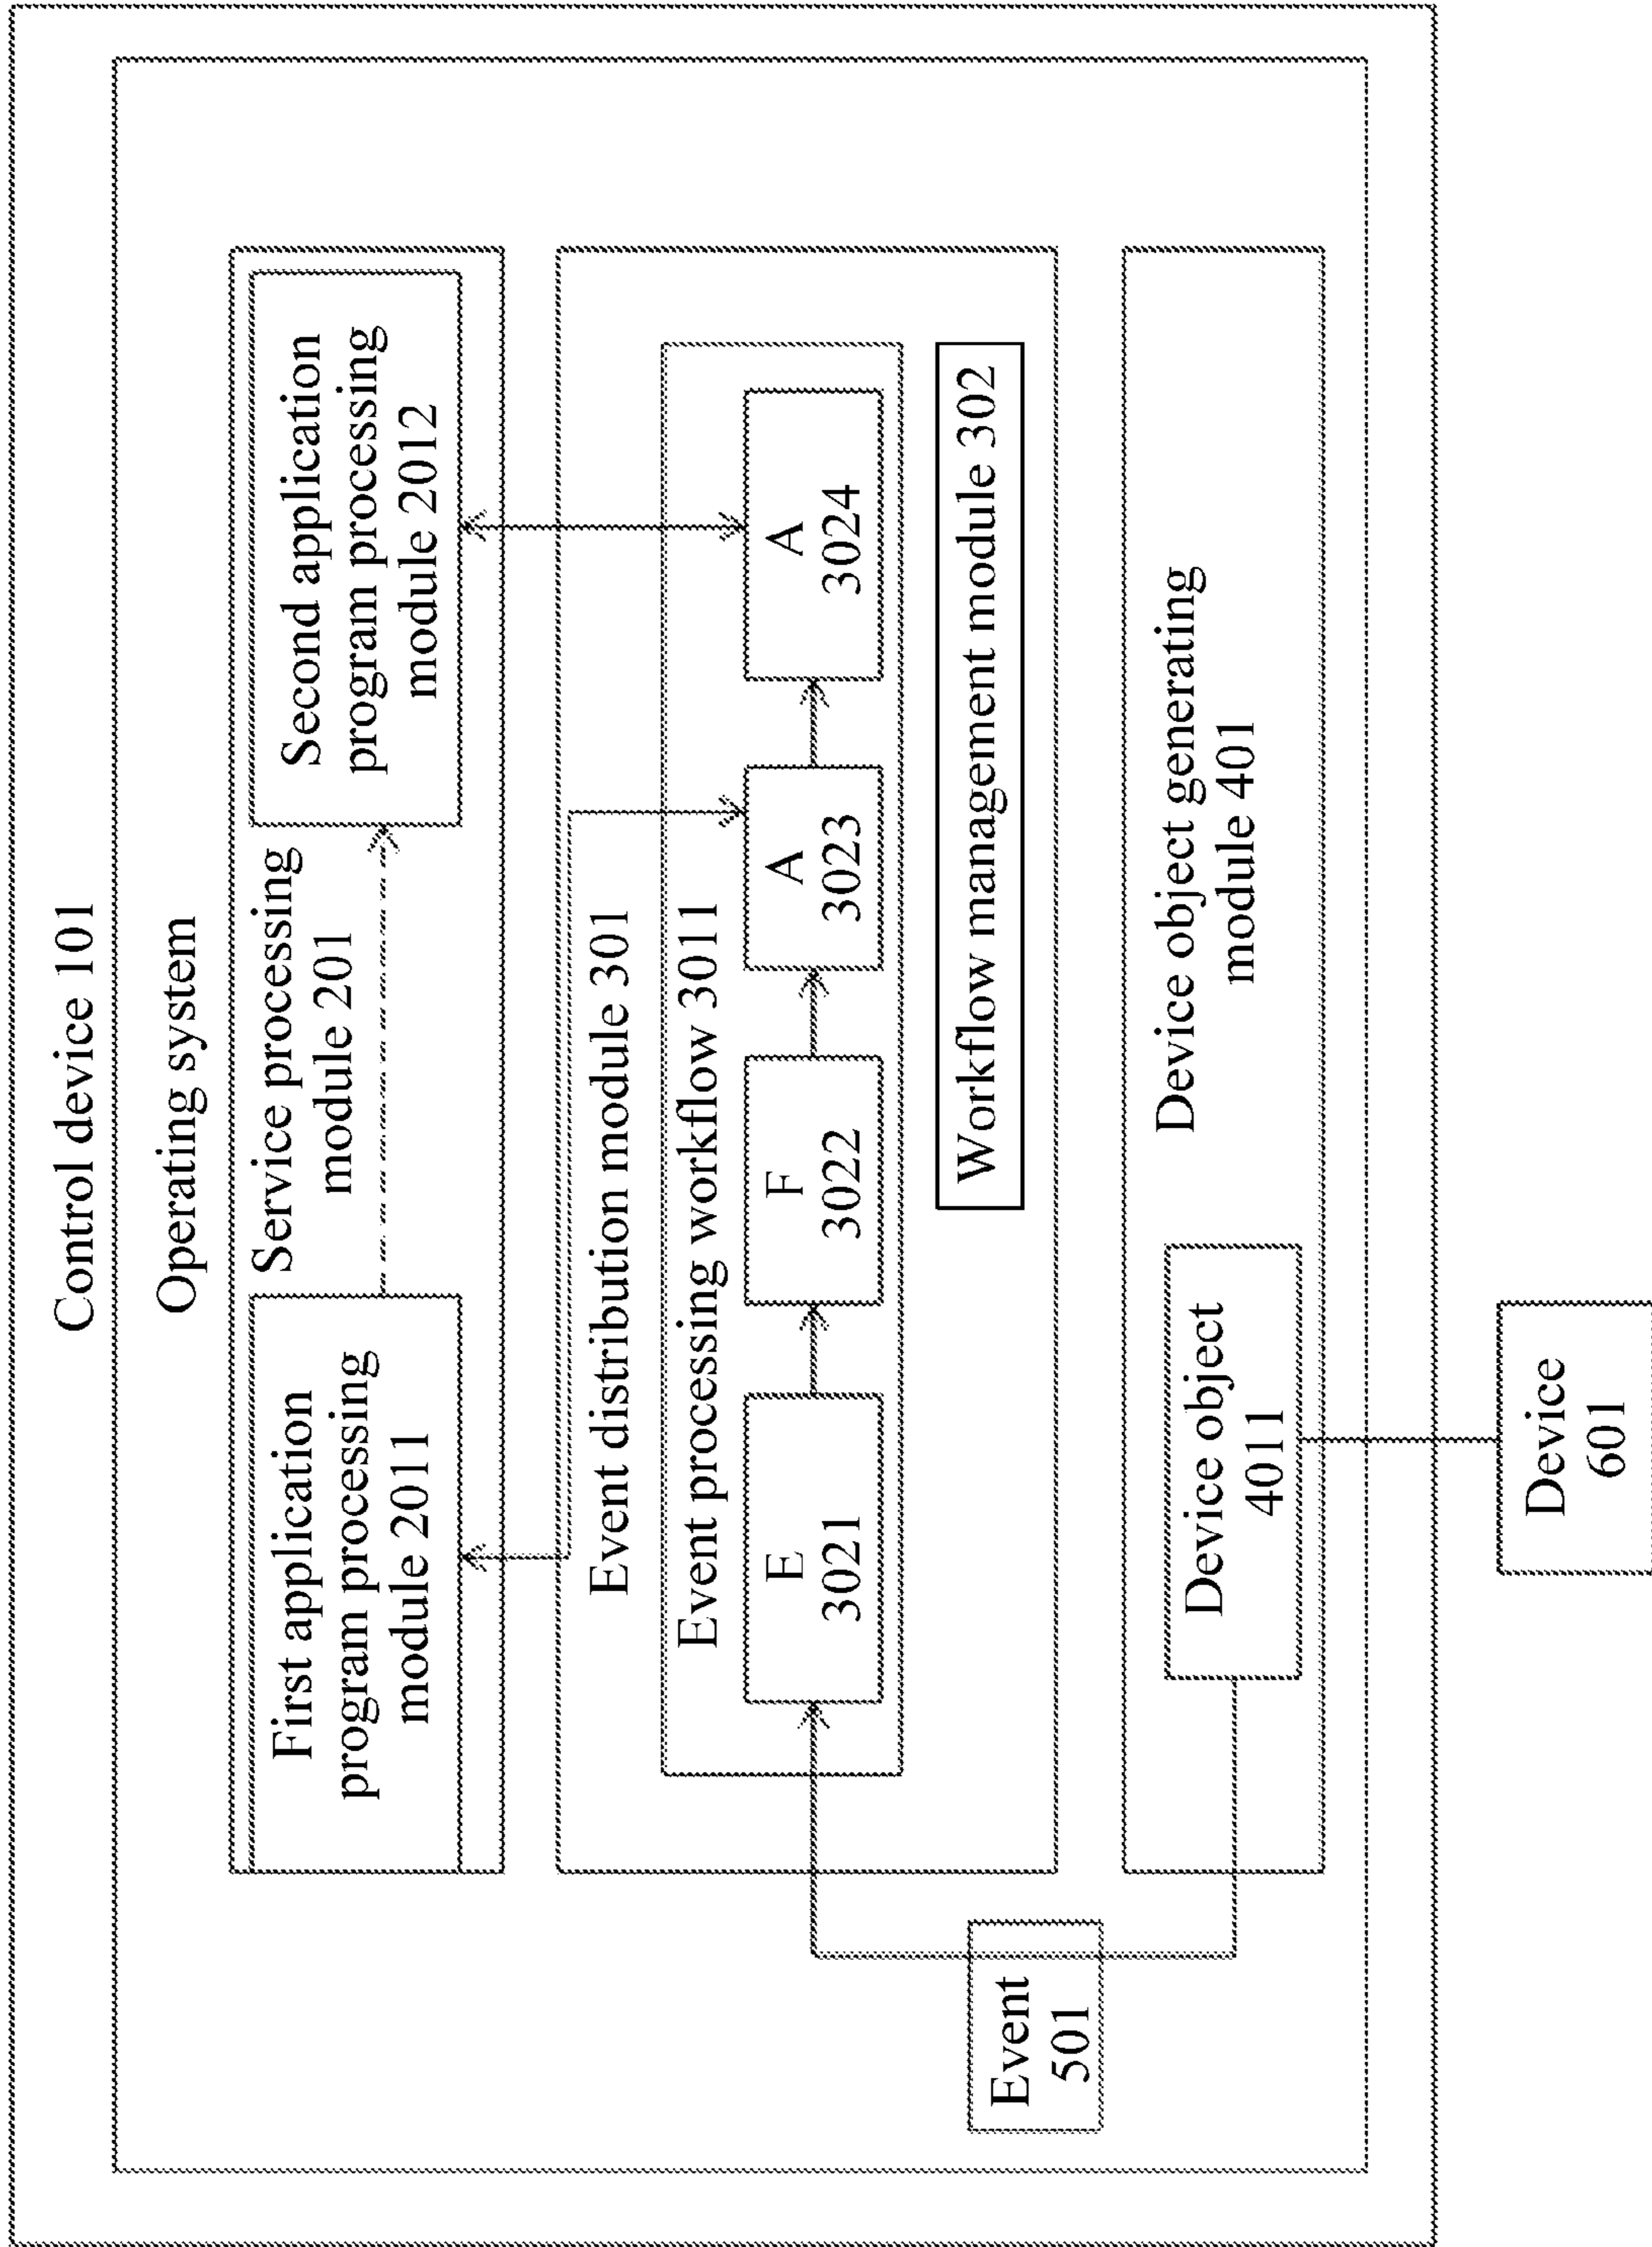 Control device 101
Operating system
First application
program processing
module 2011
Service processing
module 201
Second application
program processing
module 2012
Event distribution module 301
Event processing workflow 3011
E
3021
F
3022
A
3023
A
3024
Workflow management module 302
Event
501
Device object
4011
Device object generating
module 401
Device
601